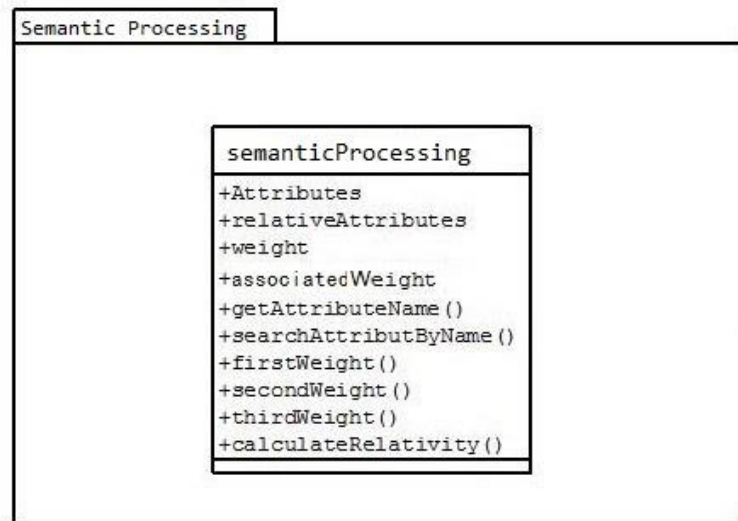 Semantic Processing
semanticProcessing
+Attributes
+relativeAttributes
+weight
+associatedWeight
+getAttributeName()
+searchAttributByName()
+firstWeight()
+secondWeight()
+thirdWeight()
+calculateRelativity()